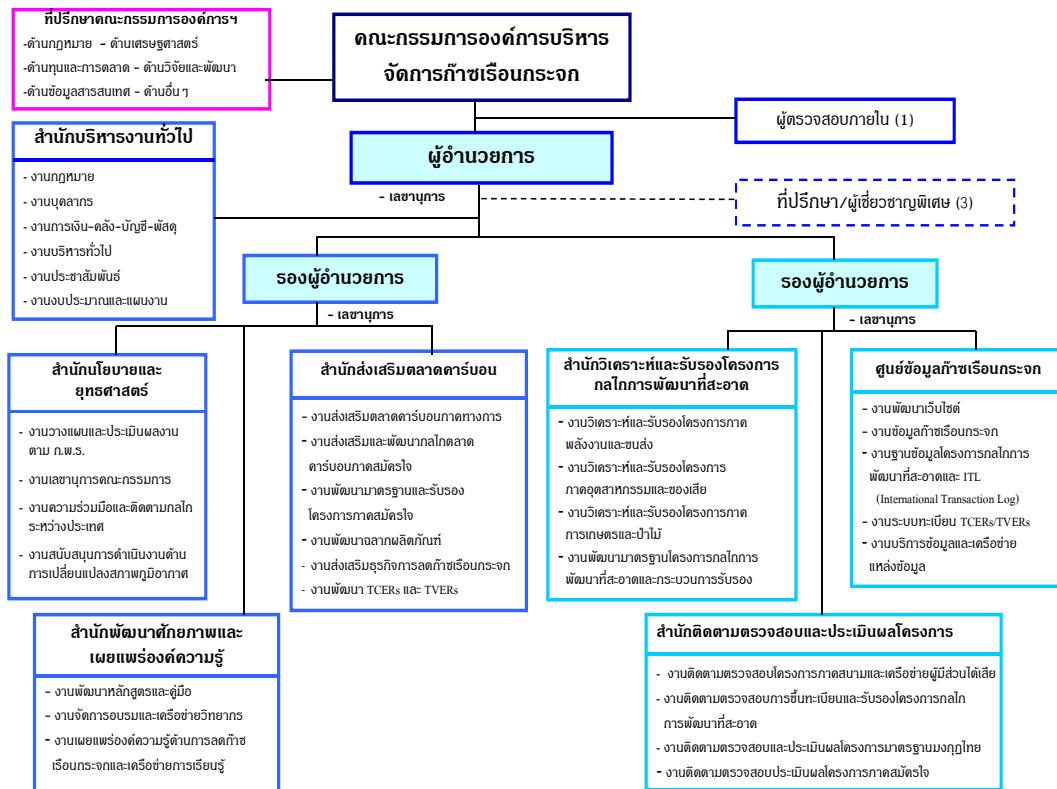 ที่ปรึกษาคณะกรรมการองค์การฯ
-ด้านกฎหมาย - ด้านเศรษฐศาสตร์
-ด้านทุนและการตลาด - ด้านวิจัยและพัฒนา
-ด้านข้อมูลสารสนเทศ - ด้านอื่นๆ
คณะกรรมการองค์การบริหาร
จัดการก๊าซเรือนกระจก
ผู้ตรวจสอบภายใน (1)
ผู้อำนวยการ
- เลขานุการ
ที่ปรึกษา/ผู้เชี่ยวชาญพิเศษ (3)
สำนักบริหารงานทั่วไป
- งานกฎหมาย
- งานบุคลากร
- งานการเงิน-คลัง-บัญชี-พัสดุ
- งานบริหารทั่วไป
- งานประชาสัมพันธ์
- งานงบประมาณและแผนงาน
รองผู้อำนวยการ
- เลขานุการ
รองผู้อำนวยการ
- เลขานุการ
สำนักนโยบายและ
ยุทธศาสตร์
- งานวางแผนและประเมินผลงาน
ตาม ก.พ.ร.
- งานเลขานุการคณะกรรมการ
- งานความร่วมมือและติดตามกลไก
ระหว่างประเทศ
- งานสนับสนุนการดำเนินงานด้าน
การเปลี่ยนแปลงสภาพภูมิอากาศ
สำนักส่งเสริมตลาดคาร์บอน
- งานส่งเสริมตลาดคาร์บอนภาคทางการ
- งานส่งเสริมและพัฒนากลไกตลาด
คาร์บอนภาคสมัครใจ
- งานพัฒนามาตรฐานและรับรอง
โครงการภาคสมัครใจ
- งานพัฒนาฉลากผลิตภัณฑ์
- งานส่งเสริมธุรกิจการลดก๊าซเรือนกระจก
- งานพัฒนา TCERs และ TVERs
สำนักวิเคราะห์และรับรองโครงการ
กลไกการพัฒนาที่สะอาด
- งานวิเคราะห์และรับรองโครงการภาค
พลังงานและขนส่ง
- งานวิเคราะห์และรับรองโครงการ
ภาคอุตสาหกรรมและของเสีย
- งานวิเคราะห์และรับรองโครงการภาค
การเกษตรและป่าไม้
- งานพัฒนามาตรฐานโครงการกลไกการ
พัฒนาที่สะอาดและกระบวนการรับรอง
ศูนย์ข้อมูลก๊าซเรือนกระจก
- งานพัฒนาเว็บไซต์
- งานข้อมูลก๊าซเรือนกระจก
- งานฐานข้อมูลโครงการกลไกการ
พัฒนาที่สะอาดและ ITL
(International Transaction Log)
- งานระบบทะเบียน TCERs/TVERs
- งานบริการข้อมูลและเครือข่าย
แหล่งข้อมูล
สำนักพัฒนาศักยภาพและ
เผยแพร่องค์ความรู้
- งานพัฒนาหลักสูตรและคู่มือ
- งานจัดการอบรมและเครือข่ายวิทยากร
- งานเผยแพร่องค์ความรู้ด้านการลดก๊าซ
เรือนกระจกและเครือข่ายการเรียนรู้
สำนักติดตามตรวจสอบและประเมินผลโครงการ
- งานติดตามตรวจสอบโครงการภาคสนามและเครือข่ายผู้มีส่วนได้เสีย
- งานติดตามตรวจสอบการขึ้นทะเบียนและรับรองโครงการกลไก
การพัฒนาที่สะอาด
- งานติดตามตรวจสอบและประเมินผลโครงการมาตรฐานมงกุฎไทย
- งานติดตามตรวจสอบประเมินผลโครงการภาคสมัครใจ